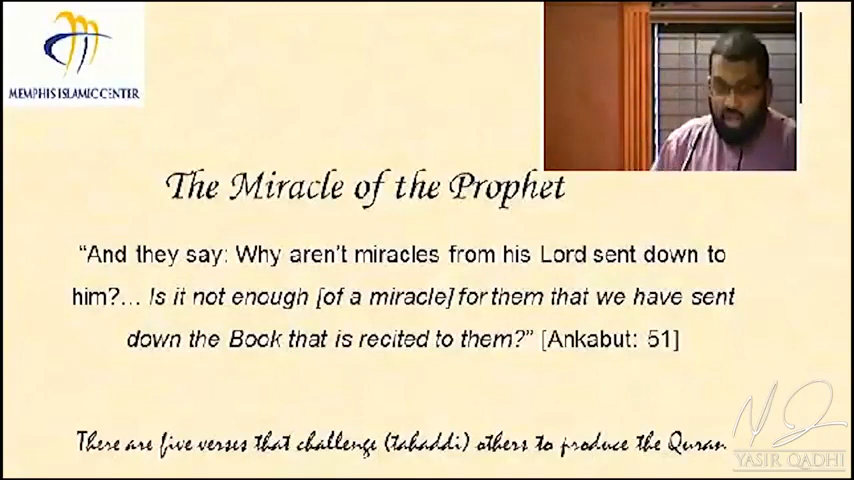 MEMPHIS ISLAMIC CENTER
The Miracle of the Prophet
“And they say: Why aren’t miracles from his Lord sent down to
him?… Is it not enough [of a miracle] for them that we have sent
down the Book that is recited to them?” [Ankabut: 51]
There are five verses that challenge (tahaddi) others to produce the Quran.
YASIR QADHI